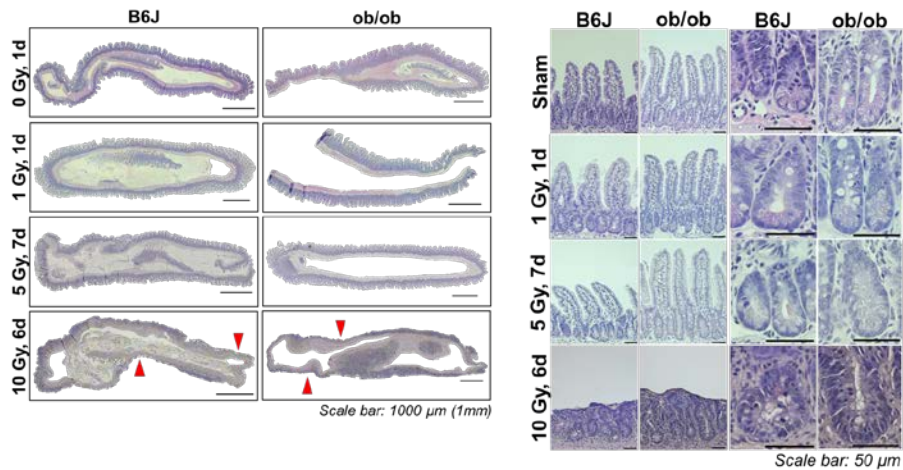 B6J
ob/ob
0 Gy, 1d
1 Gy, 1d
5 Gy, 7d
10 Gy, 6d
Scale bar: 1000 µm (1mm)
B6J
ob/ob
B6J
ob/ob
Sham
1 Gy, 1d
5 Gy, 7d
10 Gy, 6d
Scale bar: 50 µm